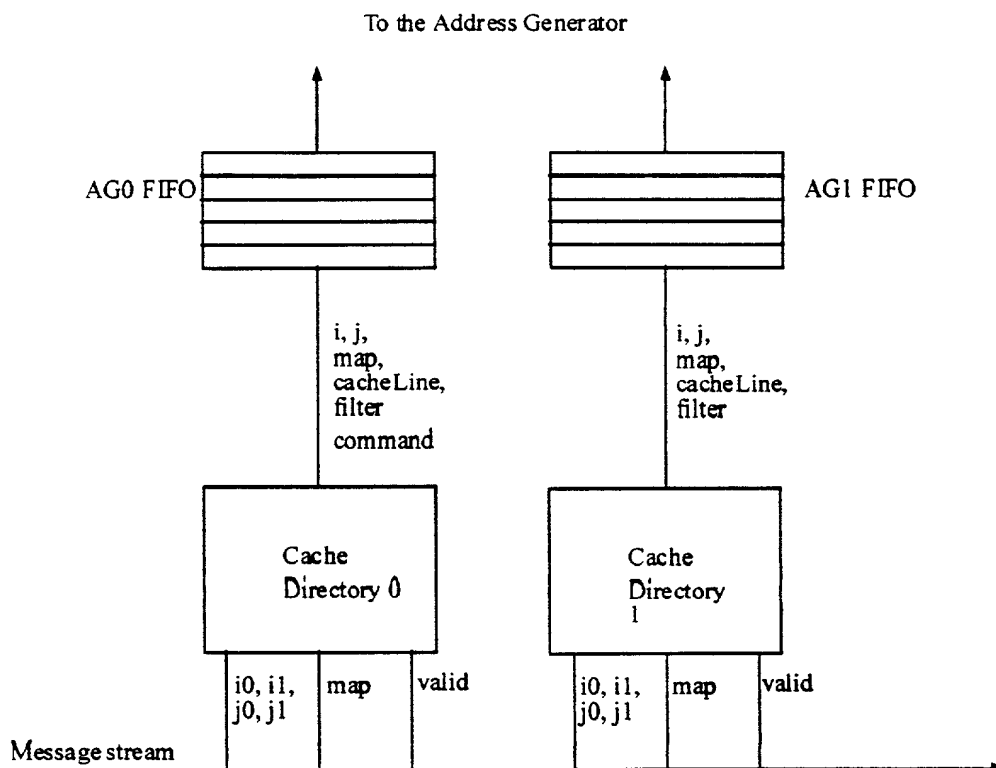 To the Address Generator
AG0 FIFO
AG1 FIFO
i, j,
map,
cacheLine,
filter
command
i, j,
map,
cacheLine,
filter
Cache
Directory 0
Cache
Directory
1
i0, i1,
j0, j1
map
valid
i0, i1,
j0, j1
map
valid
Message stream